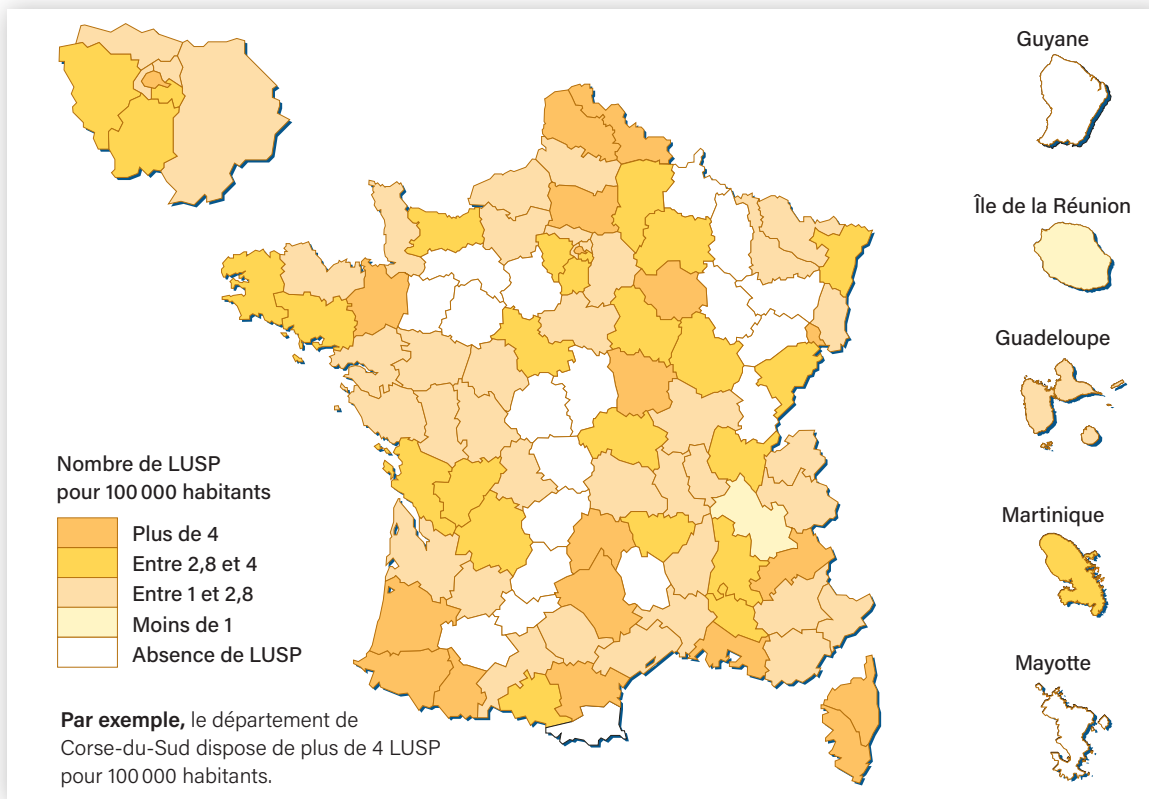 Guyane
Île de la Réunion
Guadeloupe
Martinique
Mayotte
Nombre de LUSP
pour 100 000 habitants
Plus de 4
Entre 2,8 et 4
Entre 1 et 2,8
Moins de 1
Absence de LUSP
Par exemple, le département de
Corse-du-Sud dispose de plus de 4 LUSP
pour 100 000 habitants.